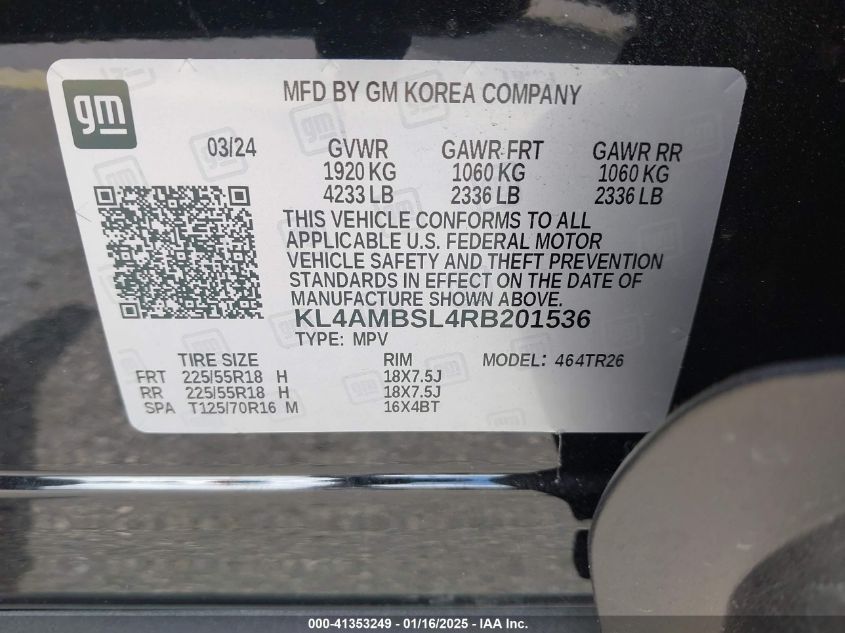 gm
MFD BY GM KOREA COMPANY
03/24 GVWR GAWR FRT GAWR RR
1920 KG 1060 KG 1060 KG
4233 LB 2336 LB 2336 LB
THIS VEHICLE CONFORMS TO ALL
APPLICABLE U.S. FEDERAL MOTOR
VEHICLE SAFETY AND THEFT PREVENTION
STANDARDS IN EFFECT ON THE DATE OF
MANUFACTURE SHOWN ABOVE.
KL4AMBSL4RB201536
TYPE: MPV
TIRE SIZE RIM MODEL: 464TR26
FRT 225/55R18 H 18X7.5J
RR 225/55R18 H 18X7.5J
SPA T125/70R16 M 16X4BT
000-41353249 - 01/16/2025 - IAA Inc.